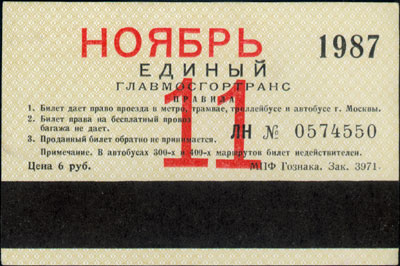 НОЯБРЬ 1987
ЕДИНЫЙ
ГЛАВМОСГОРТРАНС
11
ПРАВИЛА
1. Билет дает право проезда в метро, трамвае, троллейбусе и автобусе г. Москвы.
2. Билет права на бесплатный провоз
багажа не дает.
ЛН № 0574550
3. Проданный билет обратно не принимается.
Примечание. В автобусах 300-х и 400-х маршрутов билет недействителен.
Цена 6 руб. МПФ Гознака. Зак. 3971.